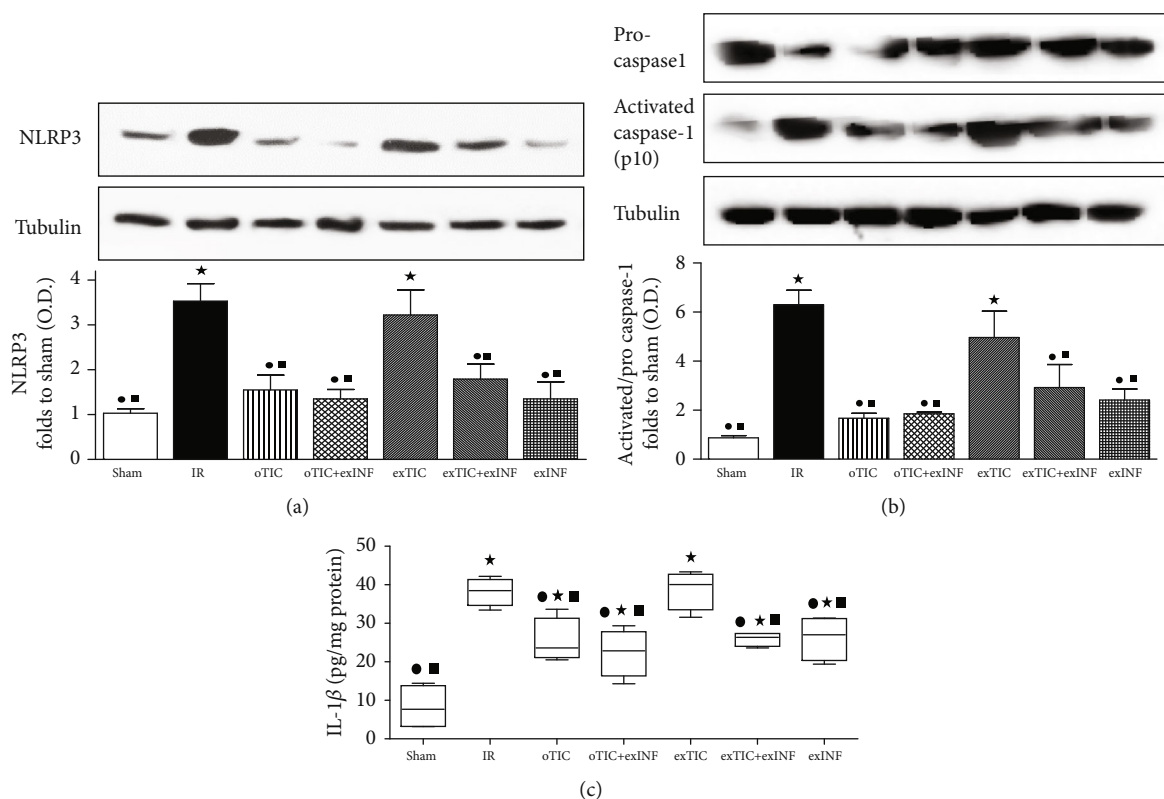 NLRP3
Tubulin
NLRP3
folds to sham (O.D.)
4
3
2
1
0
★
★
● ■
● ■
● ■
● ■
● ■
Sham
IR
oTIC
oTIC+exINF
exTIC
exTIC+exINF
exINF
(a)
Pro-
caspase1
Activated
caspase-1
(p10)
Tubulin
Activated/pro caspase-1
folds to sham (O.D.)
8
6
4
2
0
★
★
● ■
● ■
● ■
● ■
● ■
Sham
IR
oTIC
oTIC+exINF
exTIC
exTIC+exINF
exINF
(b)
IL-1β (pg/mg protein)
50
40
30
20
10
0
● ■
★
● ★ ■
● ★ ■
★
● ★ ■
● ★ ■
Sham
IR
oTIC
oTIC+exINF
exTIC
exTIC+exINF
exINF
(c)